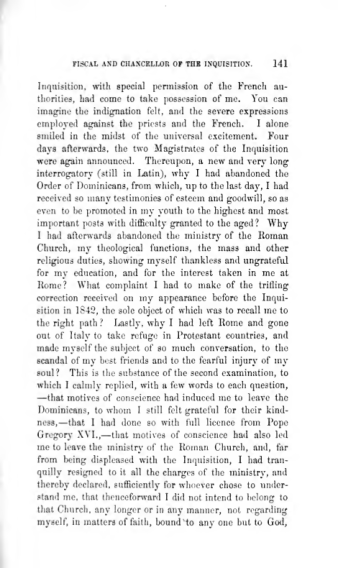 FISCAL AND CHANCELLOR OF THE INQUISITION. 141
Inquisition, with special permission of the French au-
thorities, had come to take possession of me. You can
imagine the indignation felt, and the severe expressions
employed against the priests and the French. I alone
smiled in the midst of the universal excitement. Four
days afterwards, the two Magistrates of the Inquisition
were again announced. Thereupon, a new and very long
interrogatory (still in Latin), why I had abandoned the
Order of Dominicans, from which, up to the last day, I had
received so many testimonies of esteem and goodwill, so as
even to be promoted in my youth to the highest and most
important posts with difficulty granted to the aged? Why
I had afterwards abandoned the ministry of the Roman
Church, my theological functions, the mass and other
religious duties, showing myself thankless and ungrateful
for my education, and for the interest taken in me at
Rome? What complaint I had to make of the trifling
correction received on my appearance before the Inqui-
sition in 1842, the sole object of which was to recall me to
the right path? Lastly, why I had left Rome and gone
out of Italy to take refuge in Protestant countries, and
made myself the subject of so much conversation, to the
scandal of my best friends and to the fearful injury of my
soul? This is the substance of the second examination, to
which I calmly replied, with a few words to each question,
—that motives of conscience had induced me to leave the
Dominicans, to whom I still felt grateful for their kind-
ness,—that I had done so with full licence from Pope
Gregory XVI.,—that motives of conscience had also led
me to leave the ministry of the Roman Church, and, far
from being displeased with the Inquisition, I had tran-
quilly resigned to it all the charges of the ministry, and
thereby declared, sufficiently for whoever chose to under-
stand me, that thenceforward I did not intend to belong to
that Church, any longer or in any manner, not regarding
myself, in matters of faith, bound to any one but to God,